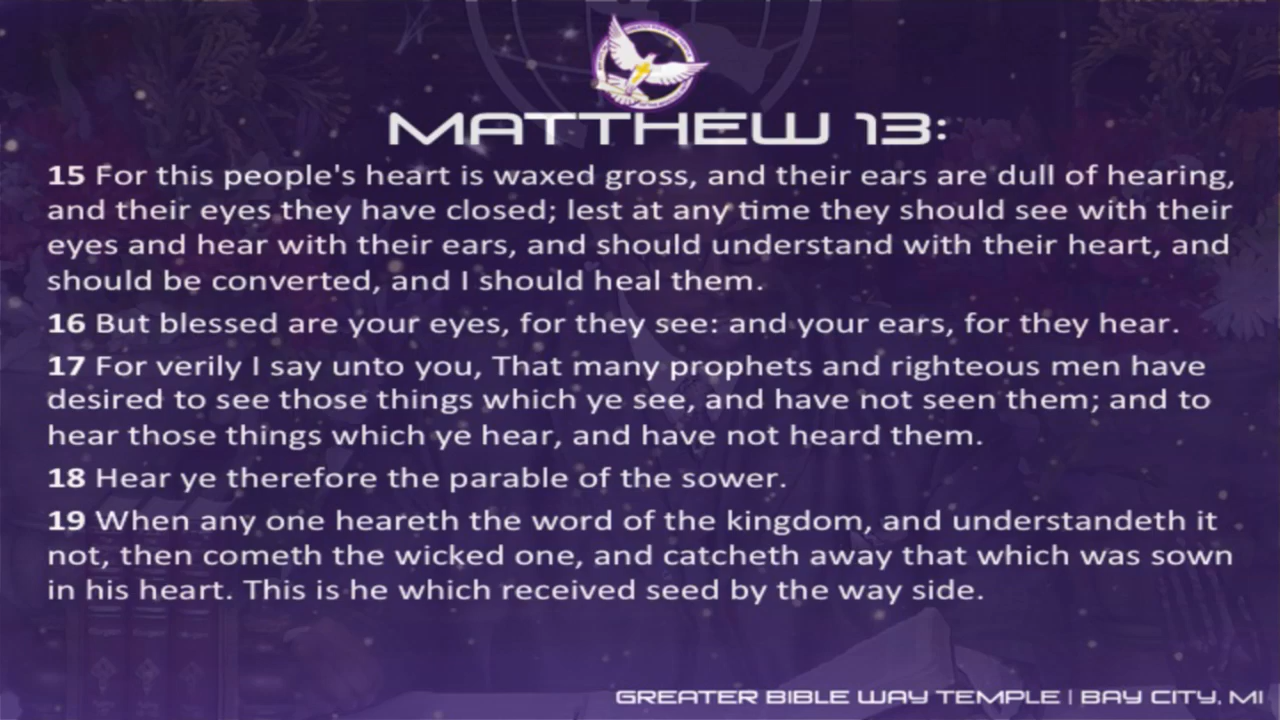 MATTHEW 13:
15 For this people's heart is waxed gross, and their ears are dull of hearing,
and their eyes they have closed; lest at any time they should see with their
eyes and hear with their ears, and should understand with their heart, and
should be converted, and I should heal them.
16 But blessed are your eyes, for they see: and your ears, for they hear.
17 For verily I say unto you, That many prophets and righteous men have
desired to see those things which ye see, and have not seen them; and to
hear those things which ye hear, and have not heard them.
18 Hear ye therefore the parable of the sower.
19 When any one heareth the word of the kingdom, and understandeth it
not, then cometh the wicked one, and catcheth away that which was sown
in his heart. This is he which received seed by the way side.
GREATER BIBLE WAY TEMPLE | BAY CITY, MI